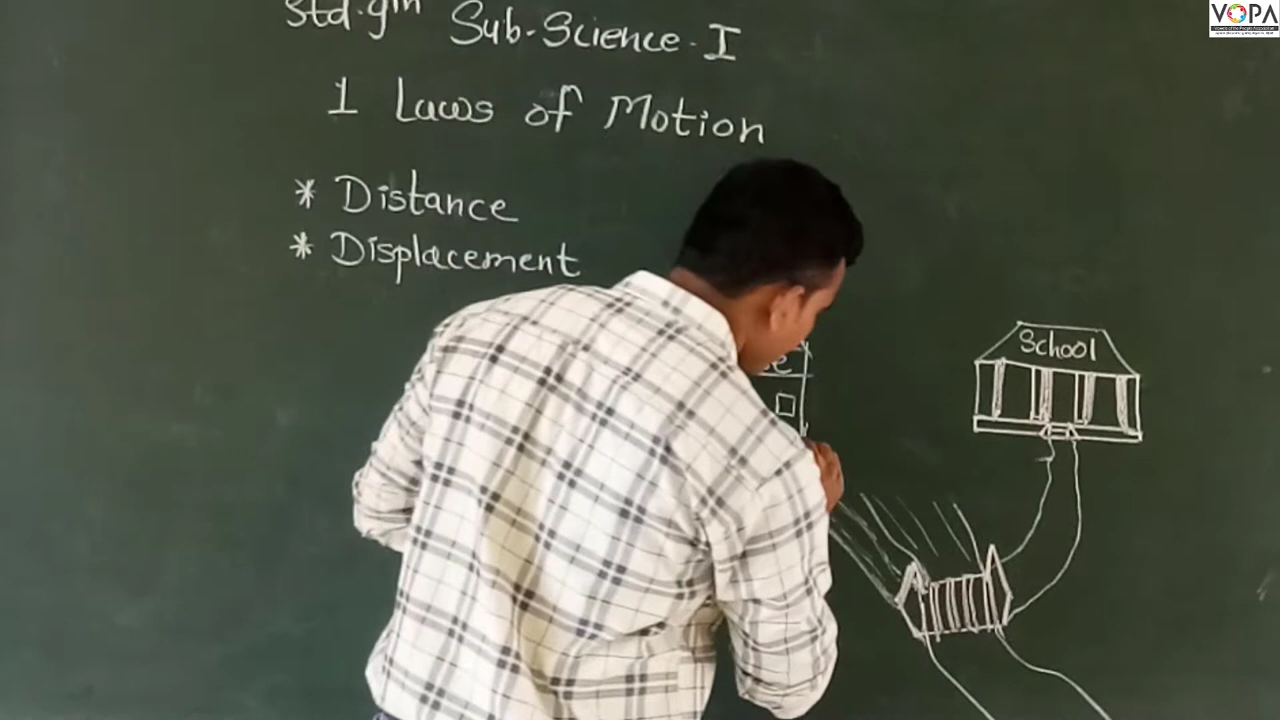 Std.9th Sub-Science-I
1 Laws of Motion
* Distance
* Displacement
School
VOPA